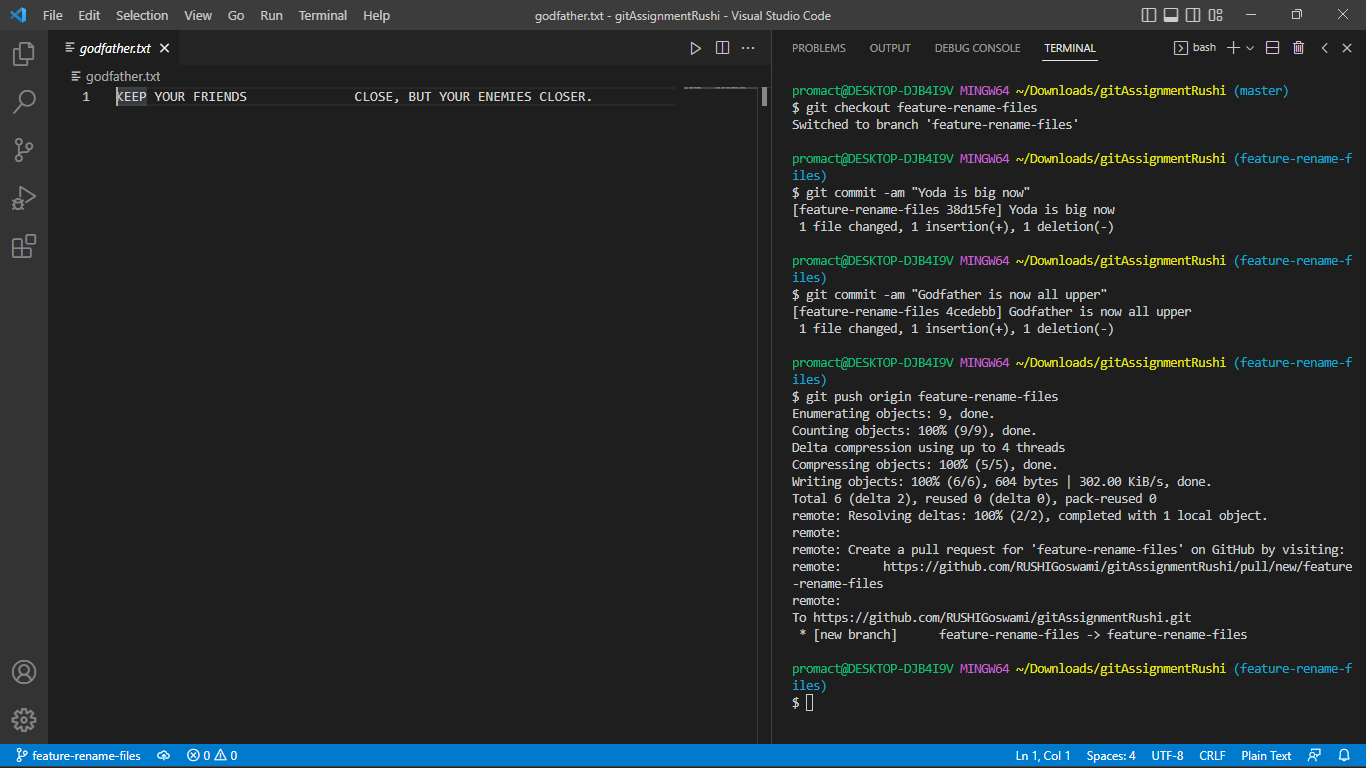 File Edit Selection View Go Run Terminal Help godfather.txt - gitAssignmentRushi - Visual Studio Code
godfather.txt
godfather.txt
1 KEEP YOUR FRIENDS CLOSE, BUT YOUR ENEMIES CLOSER.
PROBLEMS OUTPUT DEBUG CONSOLE TERMINAL bash
promact@DESKTOP-DJB4I9V MINGW64 ~/Downloads/gitAssignmentRushi (master)
$ git checkout feature-rename-files
Switched to branch 'feature-rename-files'
promact@DESKTOP-DJB4I9V MINGW64 ~/Downloads/gitAssignmentRushi (feature-rename-f
iles)
$ git commit -am "Yoda is big now"
[feature-rename-files 38d15fe] Yoda is big now
1 file changed, 1 insertion(+), 1 deletion(-)
promact@DESKTOP-DJB4I9V MINGW64 ~/Downloads/gitAssignmentRushi (feature-rename-f
iles)
$ git commit -am "Godfather is now all upper"
[feature-rename-files 4cedebb] Godfather is now all upper
1 file changed, 1 insertion(+), 1 deletion(-)
promact@DESKTOP-DJB4I9V MINGW64 ~/Downloads/gitAssignmentRushi (feature-rename-f
iles)
$ git push origin feature-rename-files
Enumerating objects: 9, done.
Counting objects: 100% (9/9), done.
Delta compression using up to 4 threads
Compressing objects: 100% (5/5), done.
Writing objects: 100% (6/6), 604 bytes | 302.00 KiB/s, done.
Total 6 (delta 2), reused 0 (delta 0), pack-reused 0
remote: Resolving deltas: 100% (2/2), completed with 1 local object.
remote:
remote: Create a pull request for 'feature-rename-files' on GitHub by visiting:
remote:      https://github.com/RUSHIGoswami/gitAssignmentRushi/pull/new/feature
-rename-files
remote:
To https://github.com/RUSHIGoswami/gitAssignmentRushi.git
* [new branch]      feature-rename-files -> feature-rename-files
promact@DESKTOP-DJB4I9V MINGW64 ~/Downloads/gitAssignmentRushi (feature-rename-f
iles)
$
feature-rename-files 0 0 Ln 1, Col 1 Spaces: 4 UTF-8 CRLF Plain Text